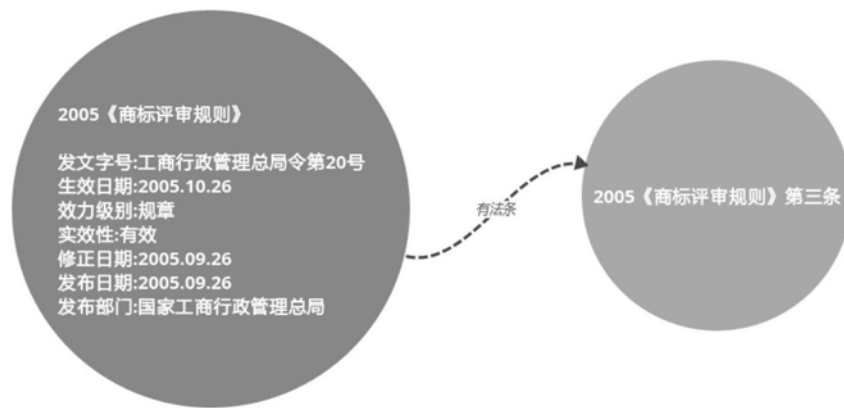 2005《商标评审规则》
发文字号:工商行政管理总局令第20号
生效日期:2005.10.26
效力级别:规章
实效性:有效
修正日期:2005.09.26
发布日期:2005.09.26
发布部门:国家工商行政管理总局
有法条
2005《商标评审规则》第三条